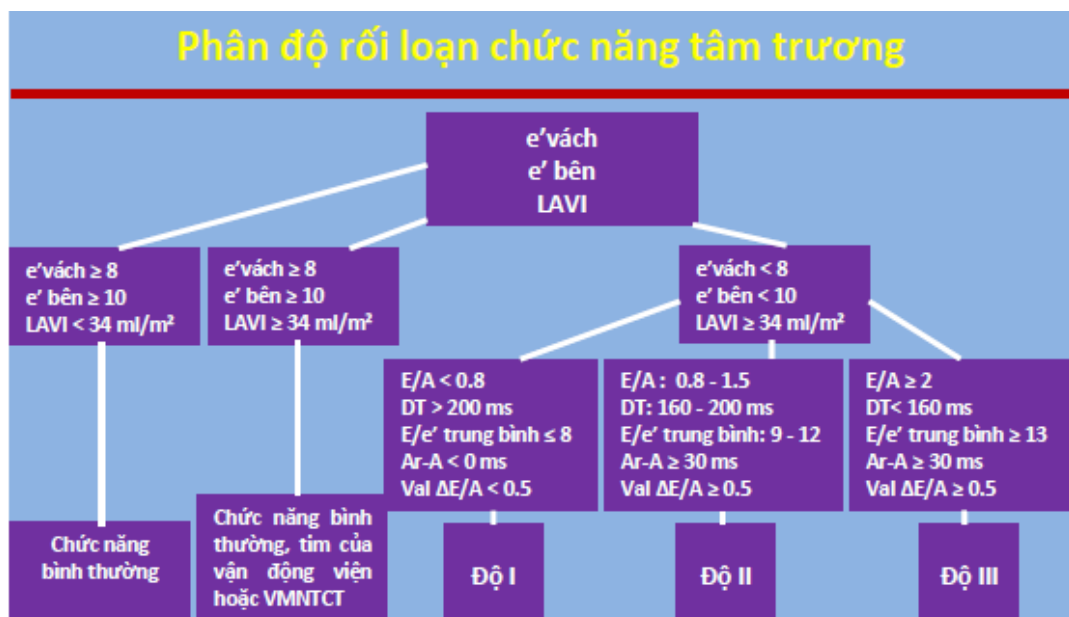 Phân độ rối loạn chức năng tâm trương
e'vách
e' bên
LAVI
e'vách ≥ 8
e' bên ≥ 10
LAVI < 34 ml/m²
e'vách ≥ 8
e' bên ≥ 10
LAVI ≥ 34 ml/m²
e'vách < 8
e' bên < 10
LAVI ≥ 34 ml/m²
E/A < 0.8
DT > 200 ms
E/e' trung bình ≤ 8
Ar-A < 0 ms
Val ΔE/A < 0.5
E/A : 0.8 - 1.5
DT: 160 - 200 ms
E/e' trung bình: 9 - 12
Ar-A ≥ 30 ms
Val ΔE/A ≥ 0.5
E/A ≥ 2
DT< 160 ms
E/e' trung bình ≥ 13
Ar-A ≥ 30 ms
Val ΔE/A ≥ 0.5
Chức năng
bình thường
Chức năng bình
thường, tim của
vận động viên
hoặc VMNTCT
Độ I
Độ II
Độ III